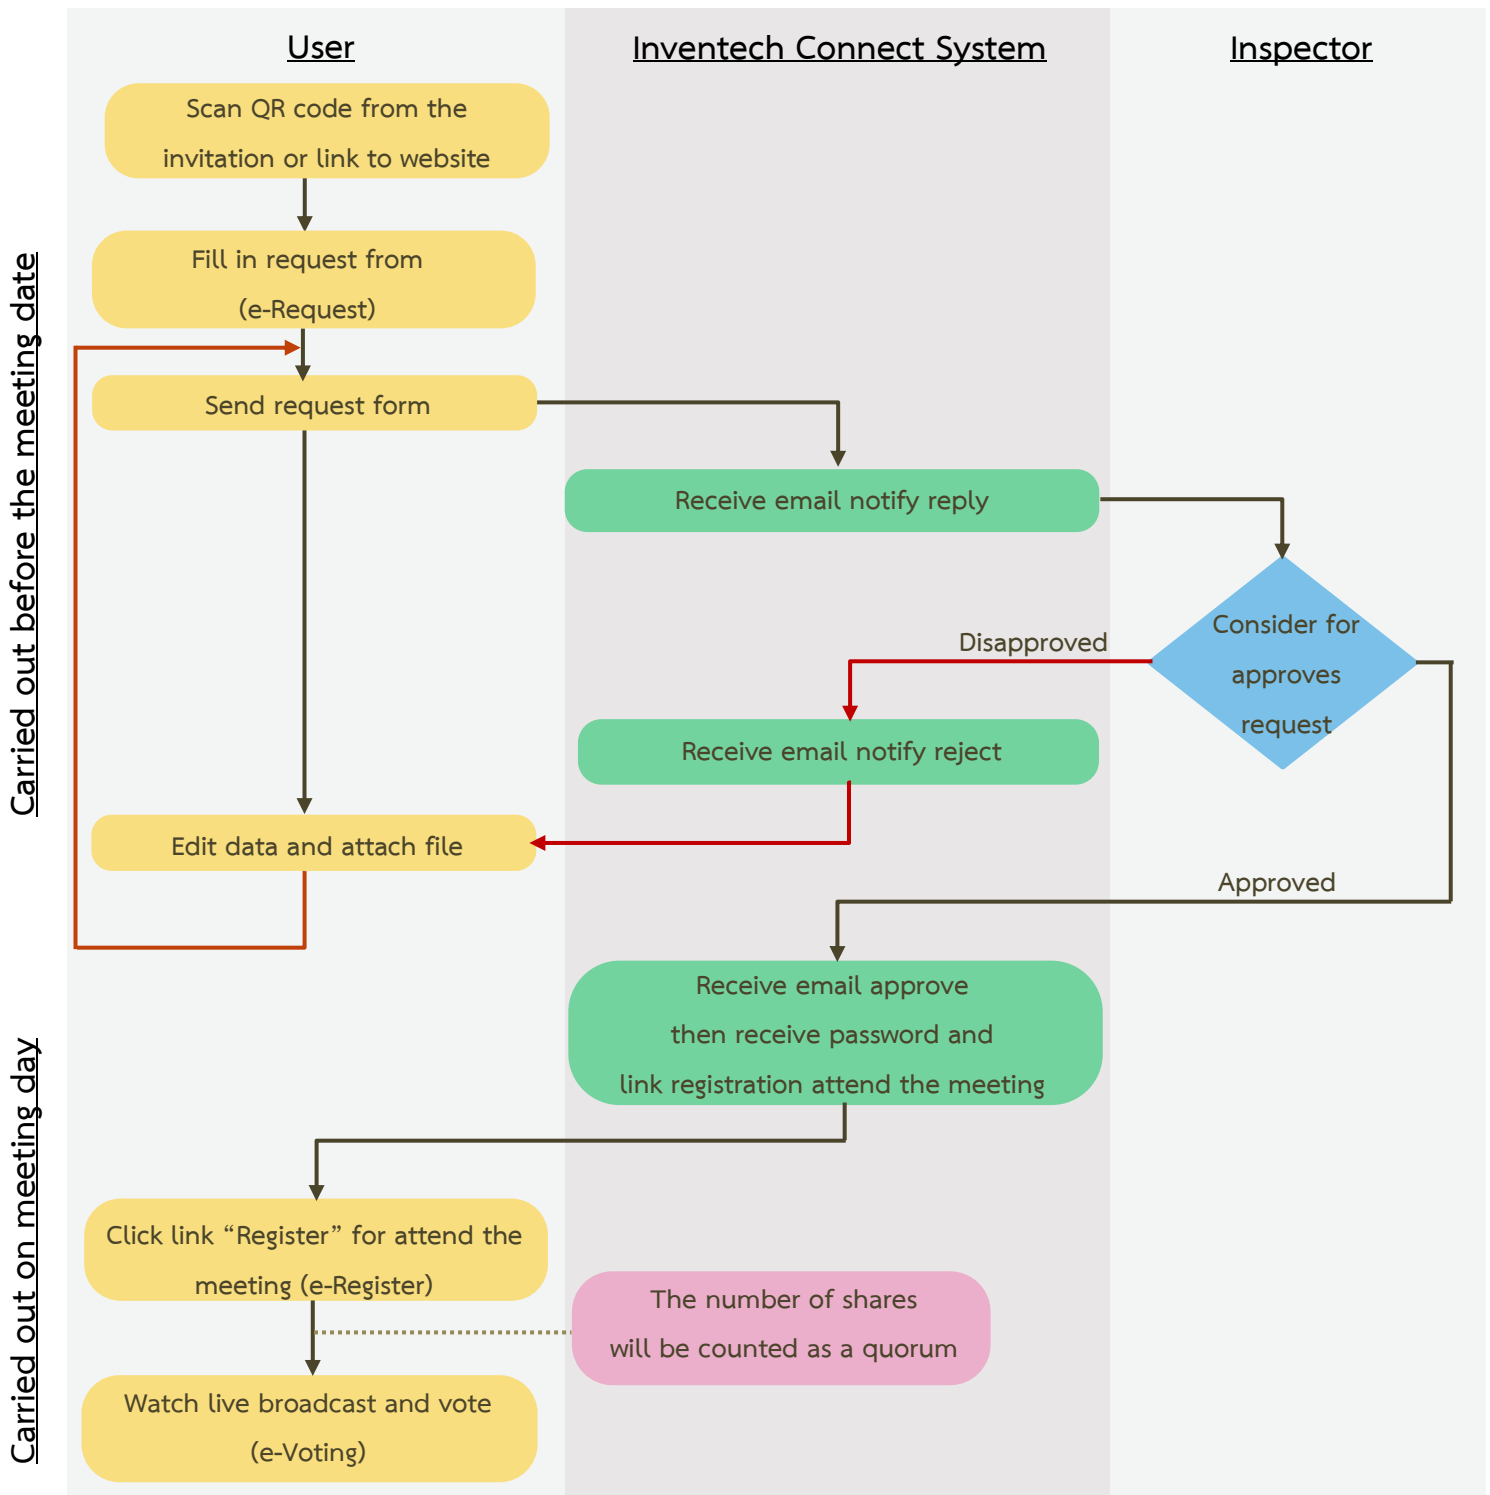 User
Inventech Connect System
Inspector
Carried out before the meeting date
Scan QR code from the
invitation or link to website
Fill in request from
(e-Request)
Send request form
Receive email notify reply
Consider for
approves
request
Disapproved
Receive email notify reject
Edit data and attach file
Approved
Receive email approve
then receive password and
link registration attend the meeting
Carried out on meeting day
Click link “Register” for attend the
meeting (e-Register)
The number of shares
will be counted as a quorum
Watch live broadcast and vote
(e-Voting)